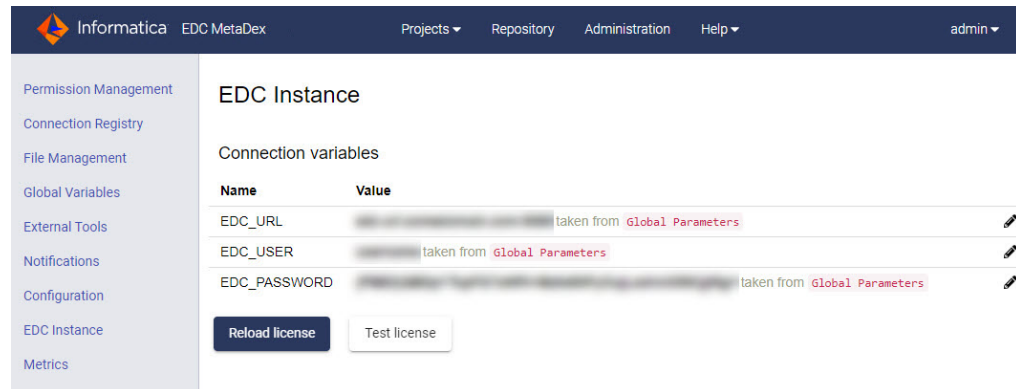 Informatica EDC MetaDex Projects Repository Administration Help admin
Permission Management
Connection Registry
File Management
Global Variables
External Tools
Notifications
Configuration
EDC Instance
Metrics
EDC Instance
Connection variables
Name Value
EDC_URL taken from Global Parameters
EDC_USER taken from Global Parameters
EDC_PASSWORD taken from Global Parameters
Reload license Test license